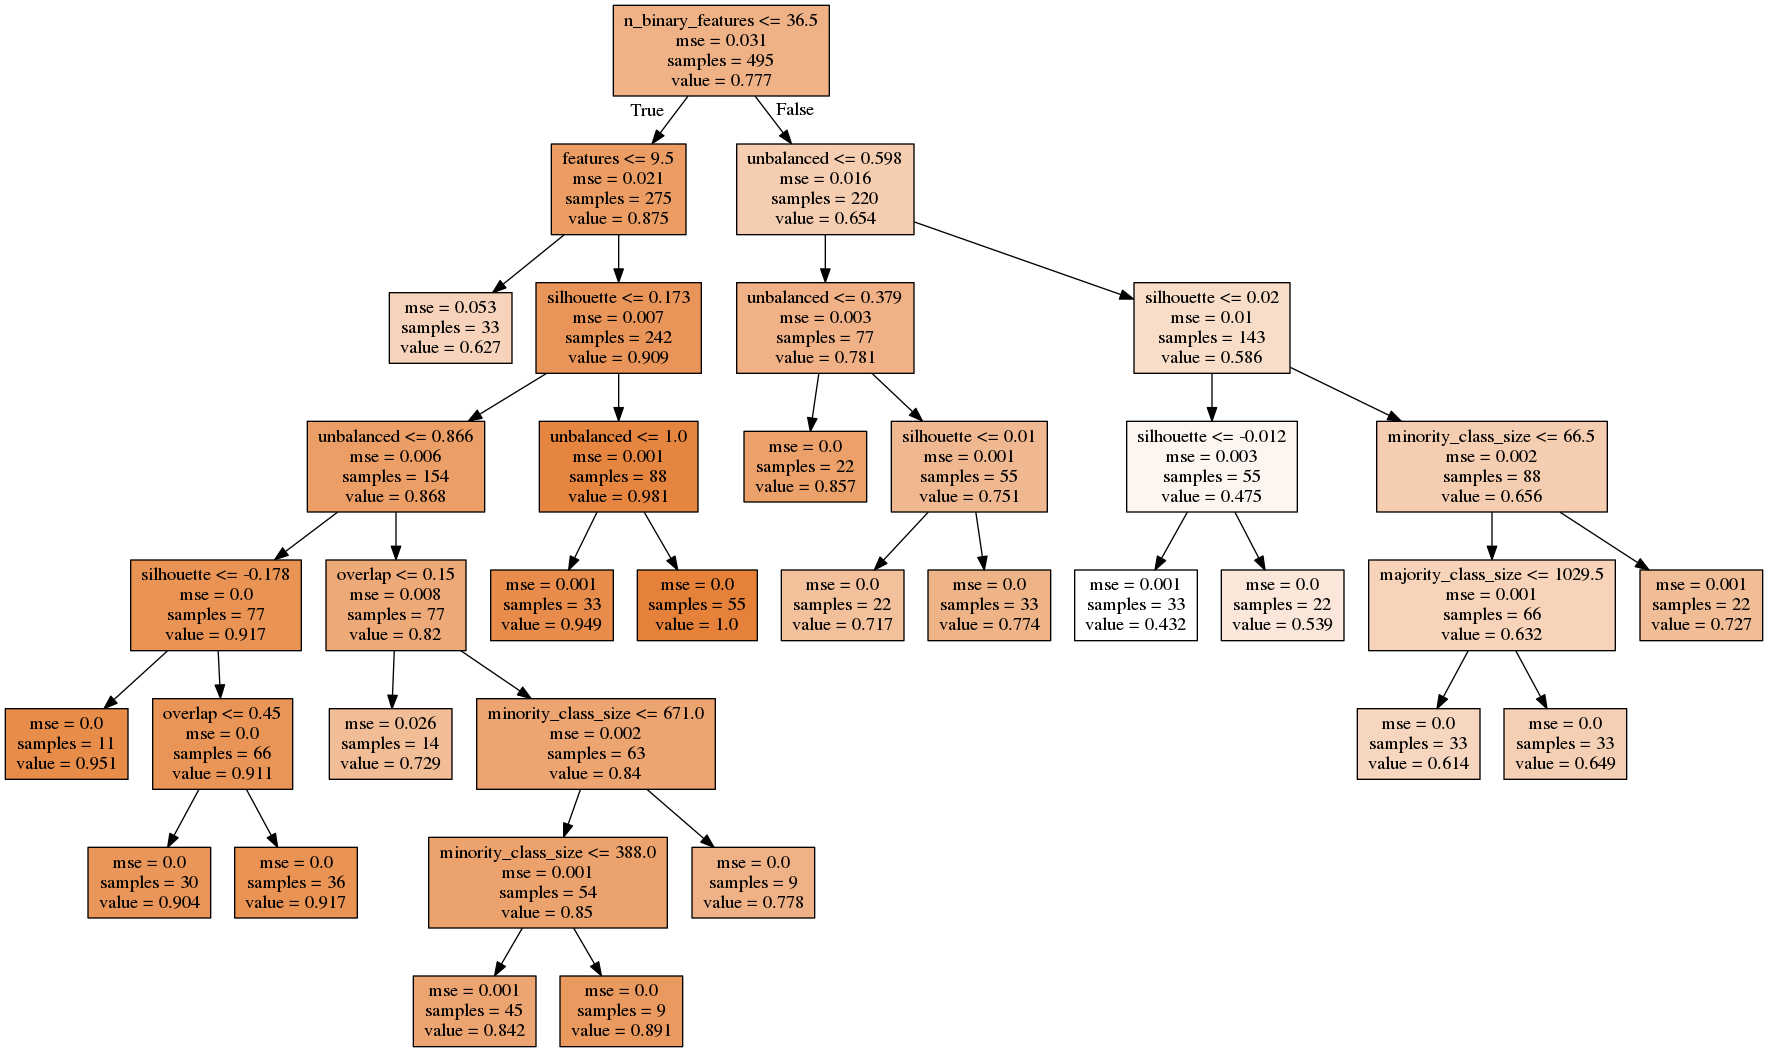 n_binary_features <= 36.5
mse = 0.031
samples = 495
value = 0.777
True
False
features <= 9.5
mse = 0.021
samples = 275
value = 0.875
unbalanced <= 0.598
mse = 0.016
samples = 220
value = 0.654
mse = 0.053
samples = 33
value = 0.627
silhouette <= 0.173
mse = 0.007
samples = 242
value = 0.909
unbalanced <= 0.379
mse = 0.003
samples = 77
value = 0.781
silhouette <= 0.02
mse = 0.01
samples = 143
value = 0.586
unbalanced <= 0.866
mse = 0.006
samples = 154
value = 0.868
unbalanced <= 1.0
mse = 0.001
samples = 88
value = 0.981
mse = 0.0
samples = 22
value = 0.857
silhouette <= 0.01
mse = 0.001
samples = 55
value = 0.751
silhouette <= -0.012
mse = 0.003
samples = 55
value = 0.475
minority_class_size <= 66.5
mse = 0.002
samples = 88
value = 0.656
silhouette <= -0.178
mse = 0.0
samples = 77
value = 0.917
overlap <= 0.15
mse = 0.008
samples = 77
value = 0.82
mse = 0.001
samples = 33
value = 0.949
mse = 0.0
samples = 55
value = 1.0
mse = 0.0
samples = 22
value = 0.717
mse = 0.0
samples = 33
value = 0.774
mse = 0.001
samples = 33
value = 0.432
mse = 0.0
samples = 22
value = 0.539
majority_class_size <= 1029.5
mse = 0.001
samples = 66
value = 0.632
mse = 0.001
samples = 22
value = 0.727
mse = 0.0
samples = 11
value = 0.951
overlap <= 0.45
mse = 0.0
samples = 66
value = 0.911
mse = 0.026
samples = 14
value = 0.729
minority_class_size <= 671.0
mse = 0.002
samples = 63
value = 0.84
mse = 0.0
samples = 33
value = 0.614
mse = 0.0
samples = 33
value = 0.649
mse = 0.0
samples = 30
value = 0.904
mse = 0.0
samples = 36
value = 0.917
minority_class_size <= 388.0
mse = 0.001
samples = 54
value = 0.85
mse = 0.0
samples = 9
value = 0.778
mse = 0.001
samples = 45
value = 0.842
mse = 0.0
samples = 9
value = 0.891